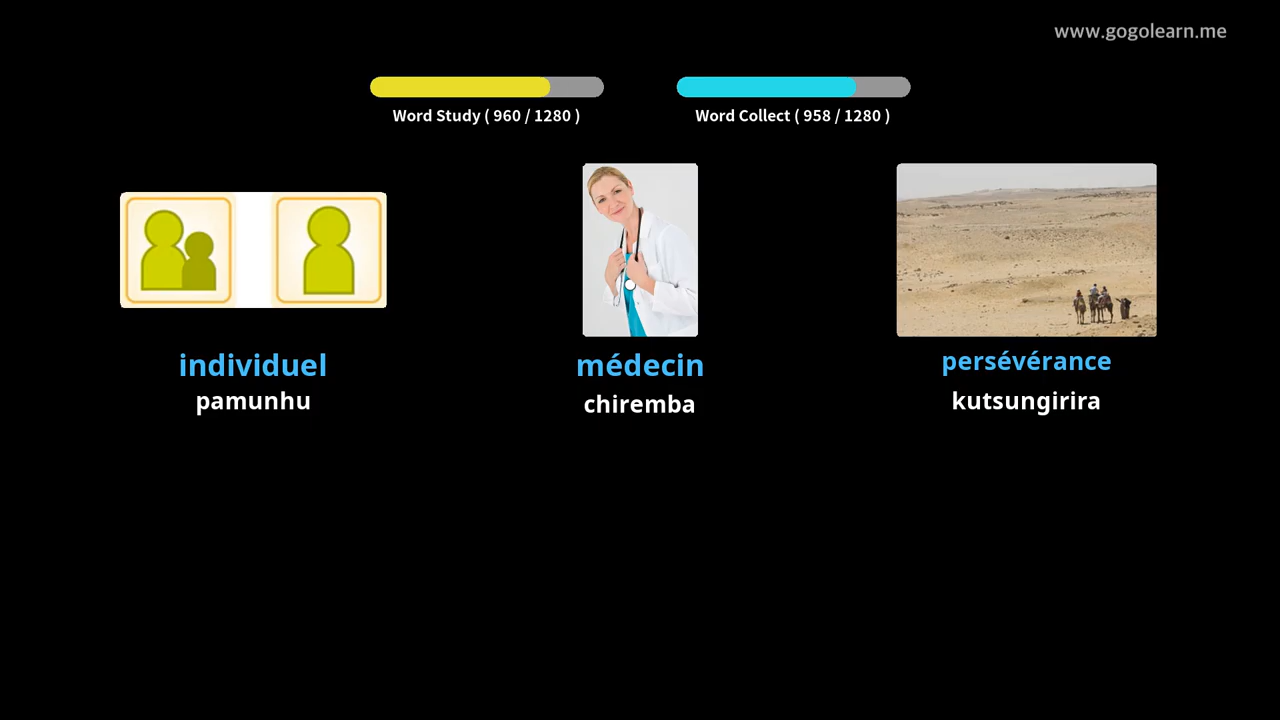 www.gogolearn.me
Word Study ( 960 / 1280 )
Word Collect ( 958 / 1280 )
individuel
pamunhu
médecin
chiremba
persévérance
kutsungirira